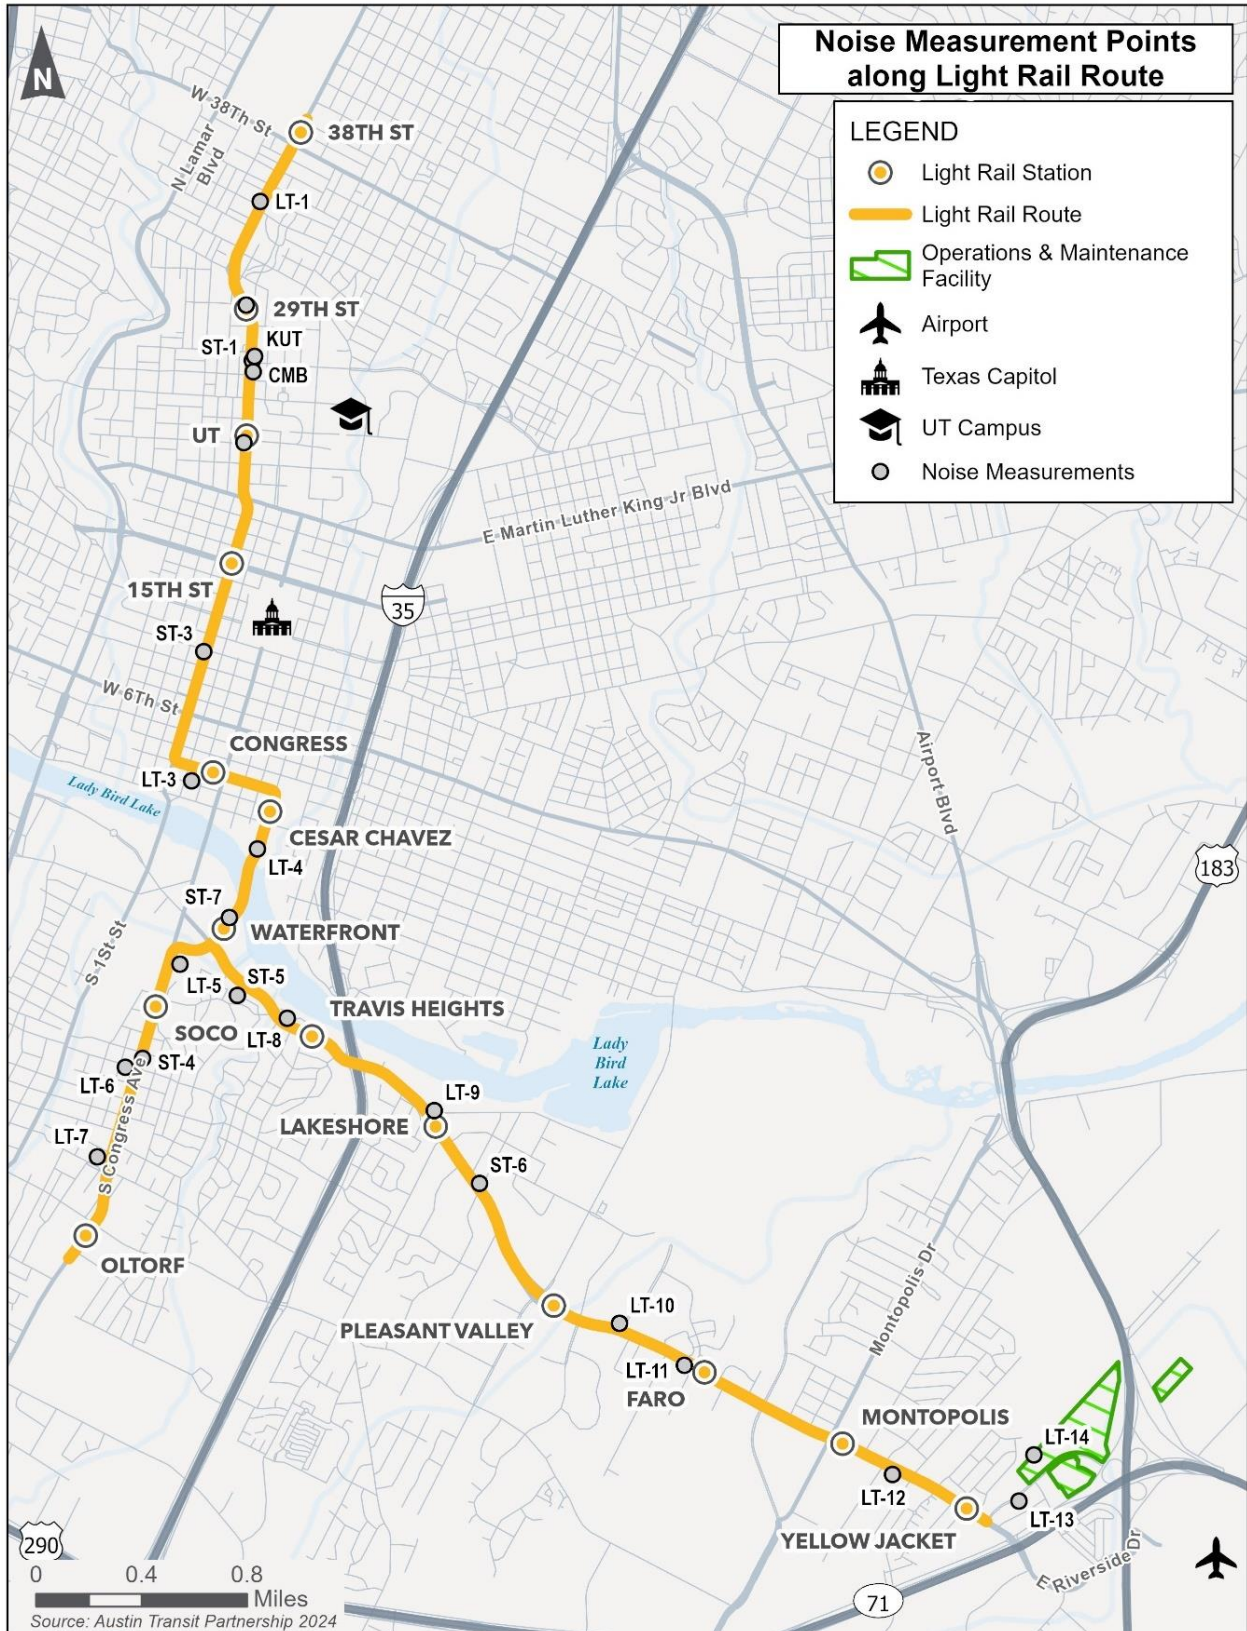 Noise Measurement Points
along Light Rail Route
LEGEND
Light Rail Station
Light Rail Route
Operations & Maintenance
Facility
Airport
Texas Capitol
UT Campus
Noise Measurements
N
W 38Th St
38TH ST
N Lamar
Blvd
LT-1
29TH ST
KUT
ST-1
CMB
UT
E Martin Luther King Jr Blvd
15TH ST
35
ST-3
W 6Th St
CONGRESS
LT-3
Lady Bird Lake
Airport Blvd
CESAR CHAVEZ
LT-4
183
ST-7
WATERFRONT
S 1St St
LT-5
ST-5
TRAVIS HEIGHTS
SOCO
LT-8
Lady
Bird
Lake
ST-4
LT-6
LT-9
LAKESHORE
LT-7
S Congress Ave
ST-6
OLTORF
Montopolis Dr
LT-10
PLEASANT VALLEY
LT-11
FARO
MONTOPOLIS
LT-14
LT-12
LT-13
YELLOW JACKET
290
E Riverside Dr
71
0 0.4 0.8
Miles
Source: Austin Transit Partnership 2024